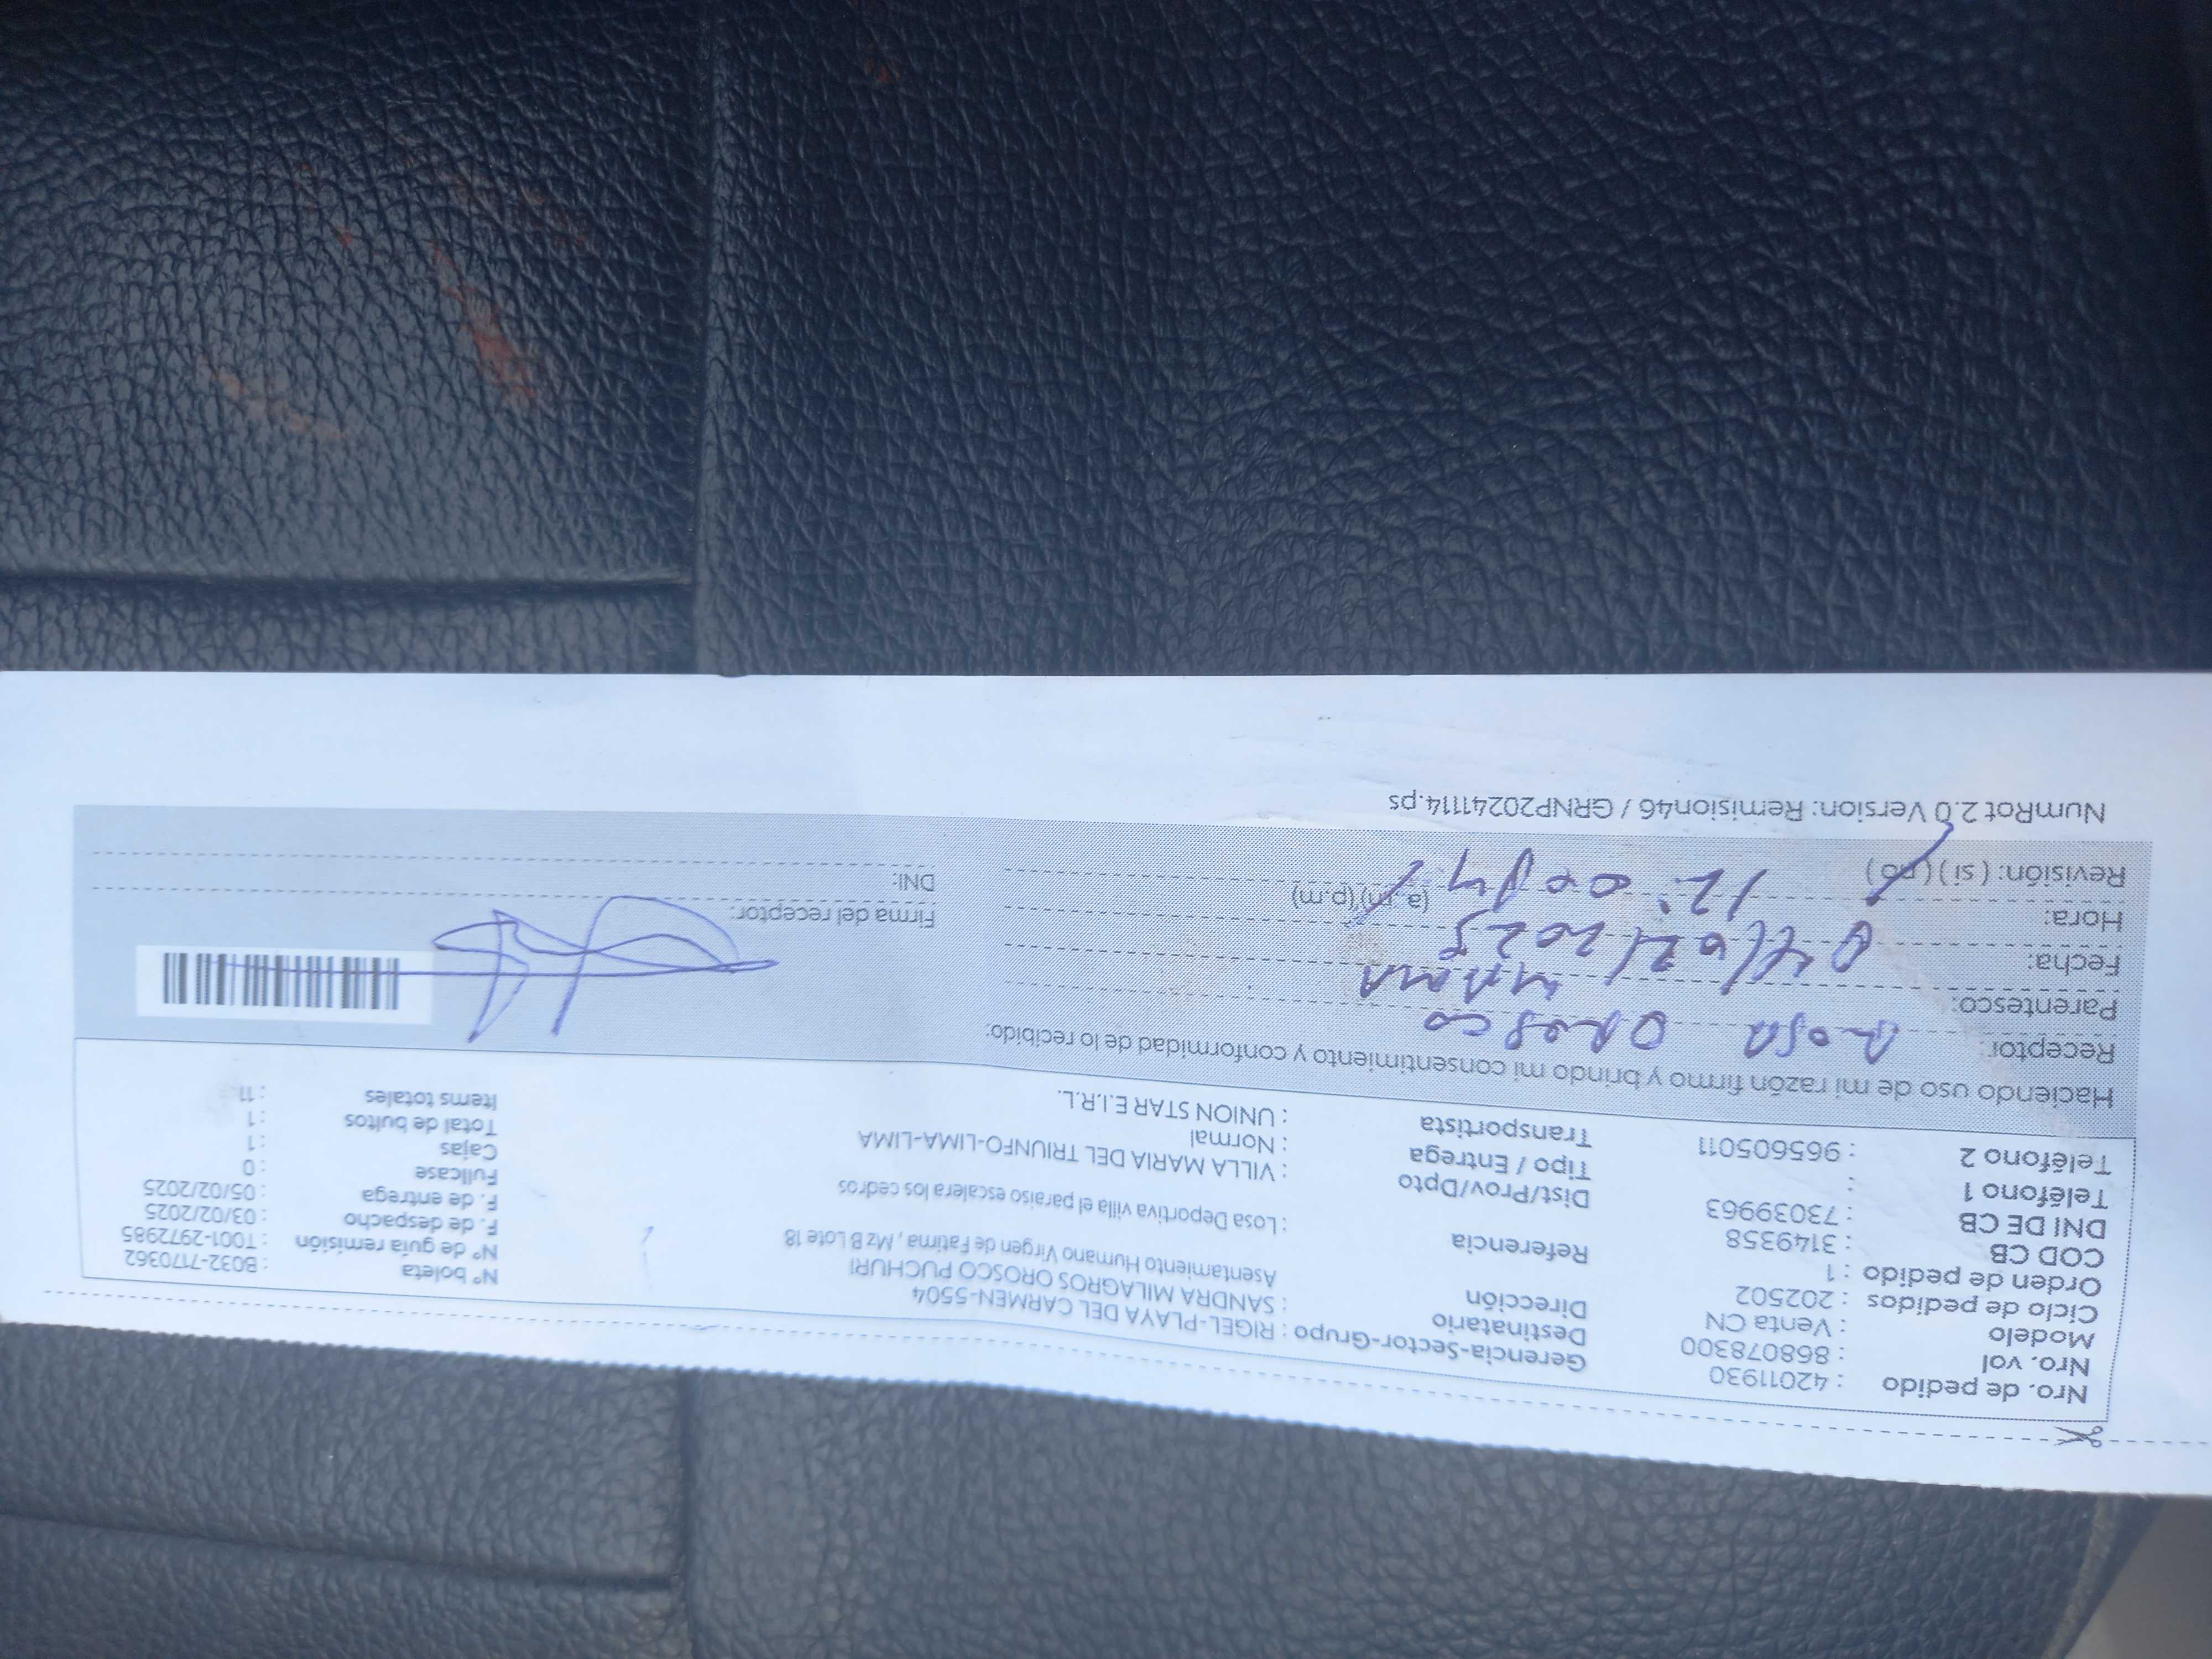 Nro. de pedido : 42011930
Nro. vol : 868078300
Modelo : Venta CN
Ciclo de pedidos : 202502
Orden de pedido : 1
COD CB : 3149358
DNI DE CB : 73039963
Teléfono 1 :
Teléfono 2 : 965605011
Gerencia-Sector-Grupo : RIGEL-PLAYA DEL CARMEN-5504
Destinatario : SANDRA MILAGROS OROSCO PUCHURI
Dirección Asentamiento Humano Virgen de Fatima , Mz B Lote 18
Referencia : Losa Deportiva villa el paraiso escalera los cedros
Dist/Prov/Dpto : VILLA MARIA DEL TRIUNFO-LIMA-LIMA
Tipo / Entrega : Normal
Transportista : UNION STAR E.I.R.L.
N° boleta : B032-7170362
N° de guia remisión : T001-2972985
F. de despacho : 03/02/2025
F. de entrega : 05/02/2025
Fullcase : 0
Cajas : 1
Total de bultos : 1
Items totales : 11
Haciendo uso de mi razón firmo y brindo mi consentimiento y conformidad de lo recibido:
Receptor: Rosa Orosco
Parentesco: MAMA
Fecha: 04/02/2025
Hora: 12:00 (a. m) (p.m)
Revisión: ( si ) ( no )
Firma del receptor:
DNI:
NumRot 2.0 Version: Remision46 / GRNP20241114.ps